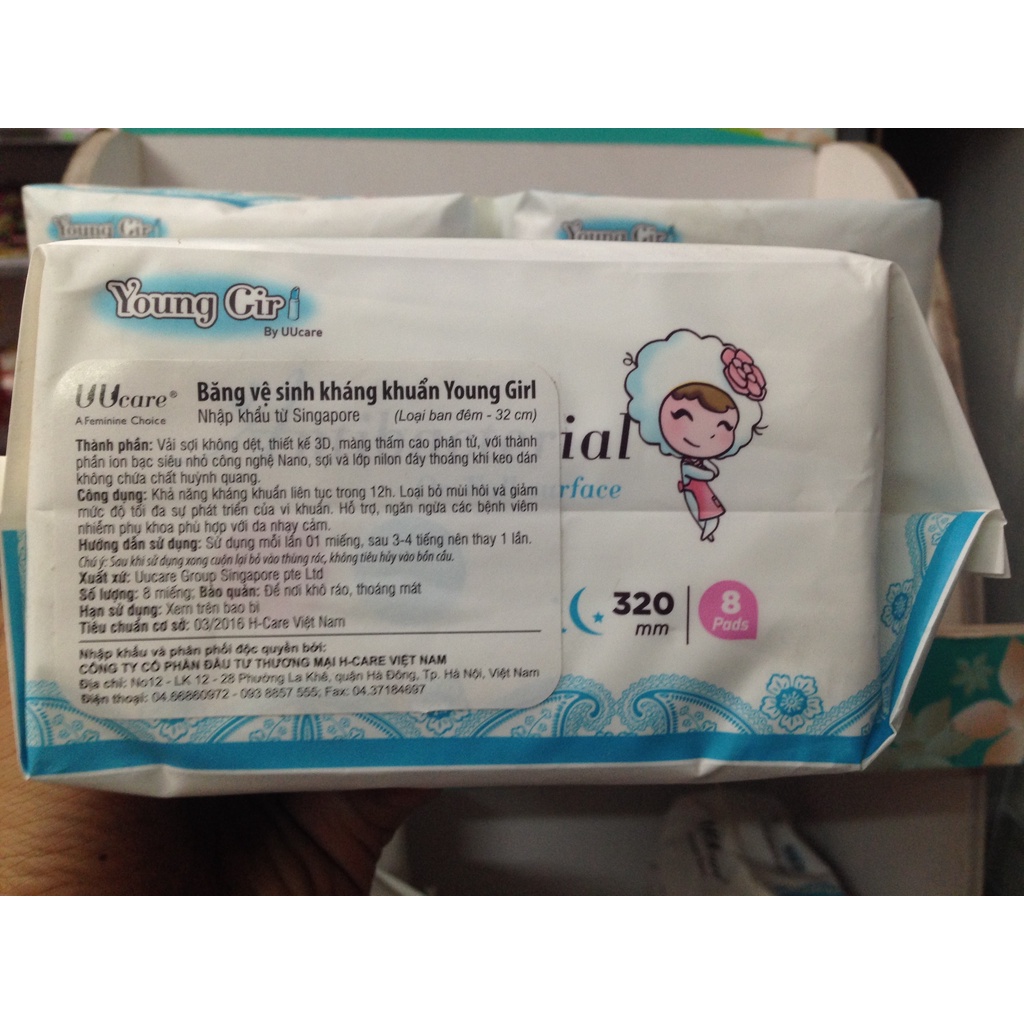 Young Girl
Young Girl
Young Girl
By UUcare
UUcare®
A Feminine Choice
Băng vệ sinh kháng khuẩn Young Girl
Nhập khẩu từ Singapore (Loại ban đêm - 32 cm)
Thành phần: Vải sợi không dệt, thiết kế 3D, màng thấm cao phân tử, với thành
phần ion bạc siêu nhỏ công nghệ Nano, sợi và lớp nilon đáy thoáng khí keo dán
không chứa chất huỳnh quang.
Công dụng: Khả năng kháng khuẩn liên tục trong 12h. Loại bỏ mùi hôi và giảm
mức độ tối đa sự phát triển của vi khuẩn. Hỗ trợ, ngăn ngừa các bệnh viêm
nhiễm phụ khoa phù hợp với da nhạy cảm.
Hướng dẫn sử dụng: Sử dụng mỗi lần 01 miếng, sau 3-4 tiếng nên thay 1 lần.
Chú ý: Sau khi sử dụng xong cuộn lại bỏ vào thùng rác, không tiêu hủy vào bồn cầu.
Xuất xứ: Uucare Group Singapore pte Ltd
Số lượng: 8 miếng; Bảo quản: Để nơi khô ráo, thoáng mát
Hạn sử dụng: Xem trên bao bì
Tiêu chuẩn cơ sở: 03/2016 H-Care Việt Nam
Nhập khẩu và phân phối độc quyền bởi:
CÔNG TY CỔ PHẦN ĐẦU TƯ THƯƠNG MẠI H-CARE VIỆT NAM
Địa chỉ: No12 - LK 12 - 28 Phường La Khê, quận Hà Đông, Tp. Hà Nội, Việt Nam
Điện thoại: 04.66860972 - 093 8857 555; Fax: 04.37184697
ial
rface
320
mm
8
Pads